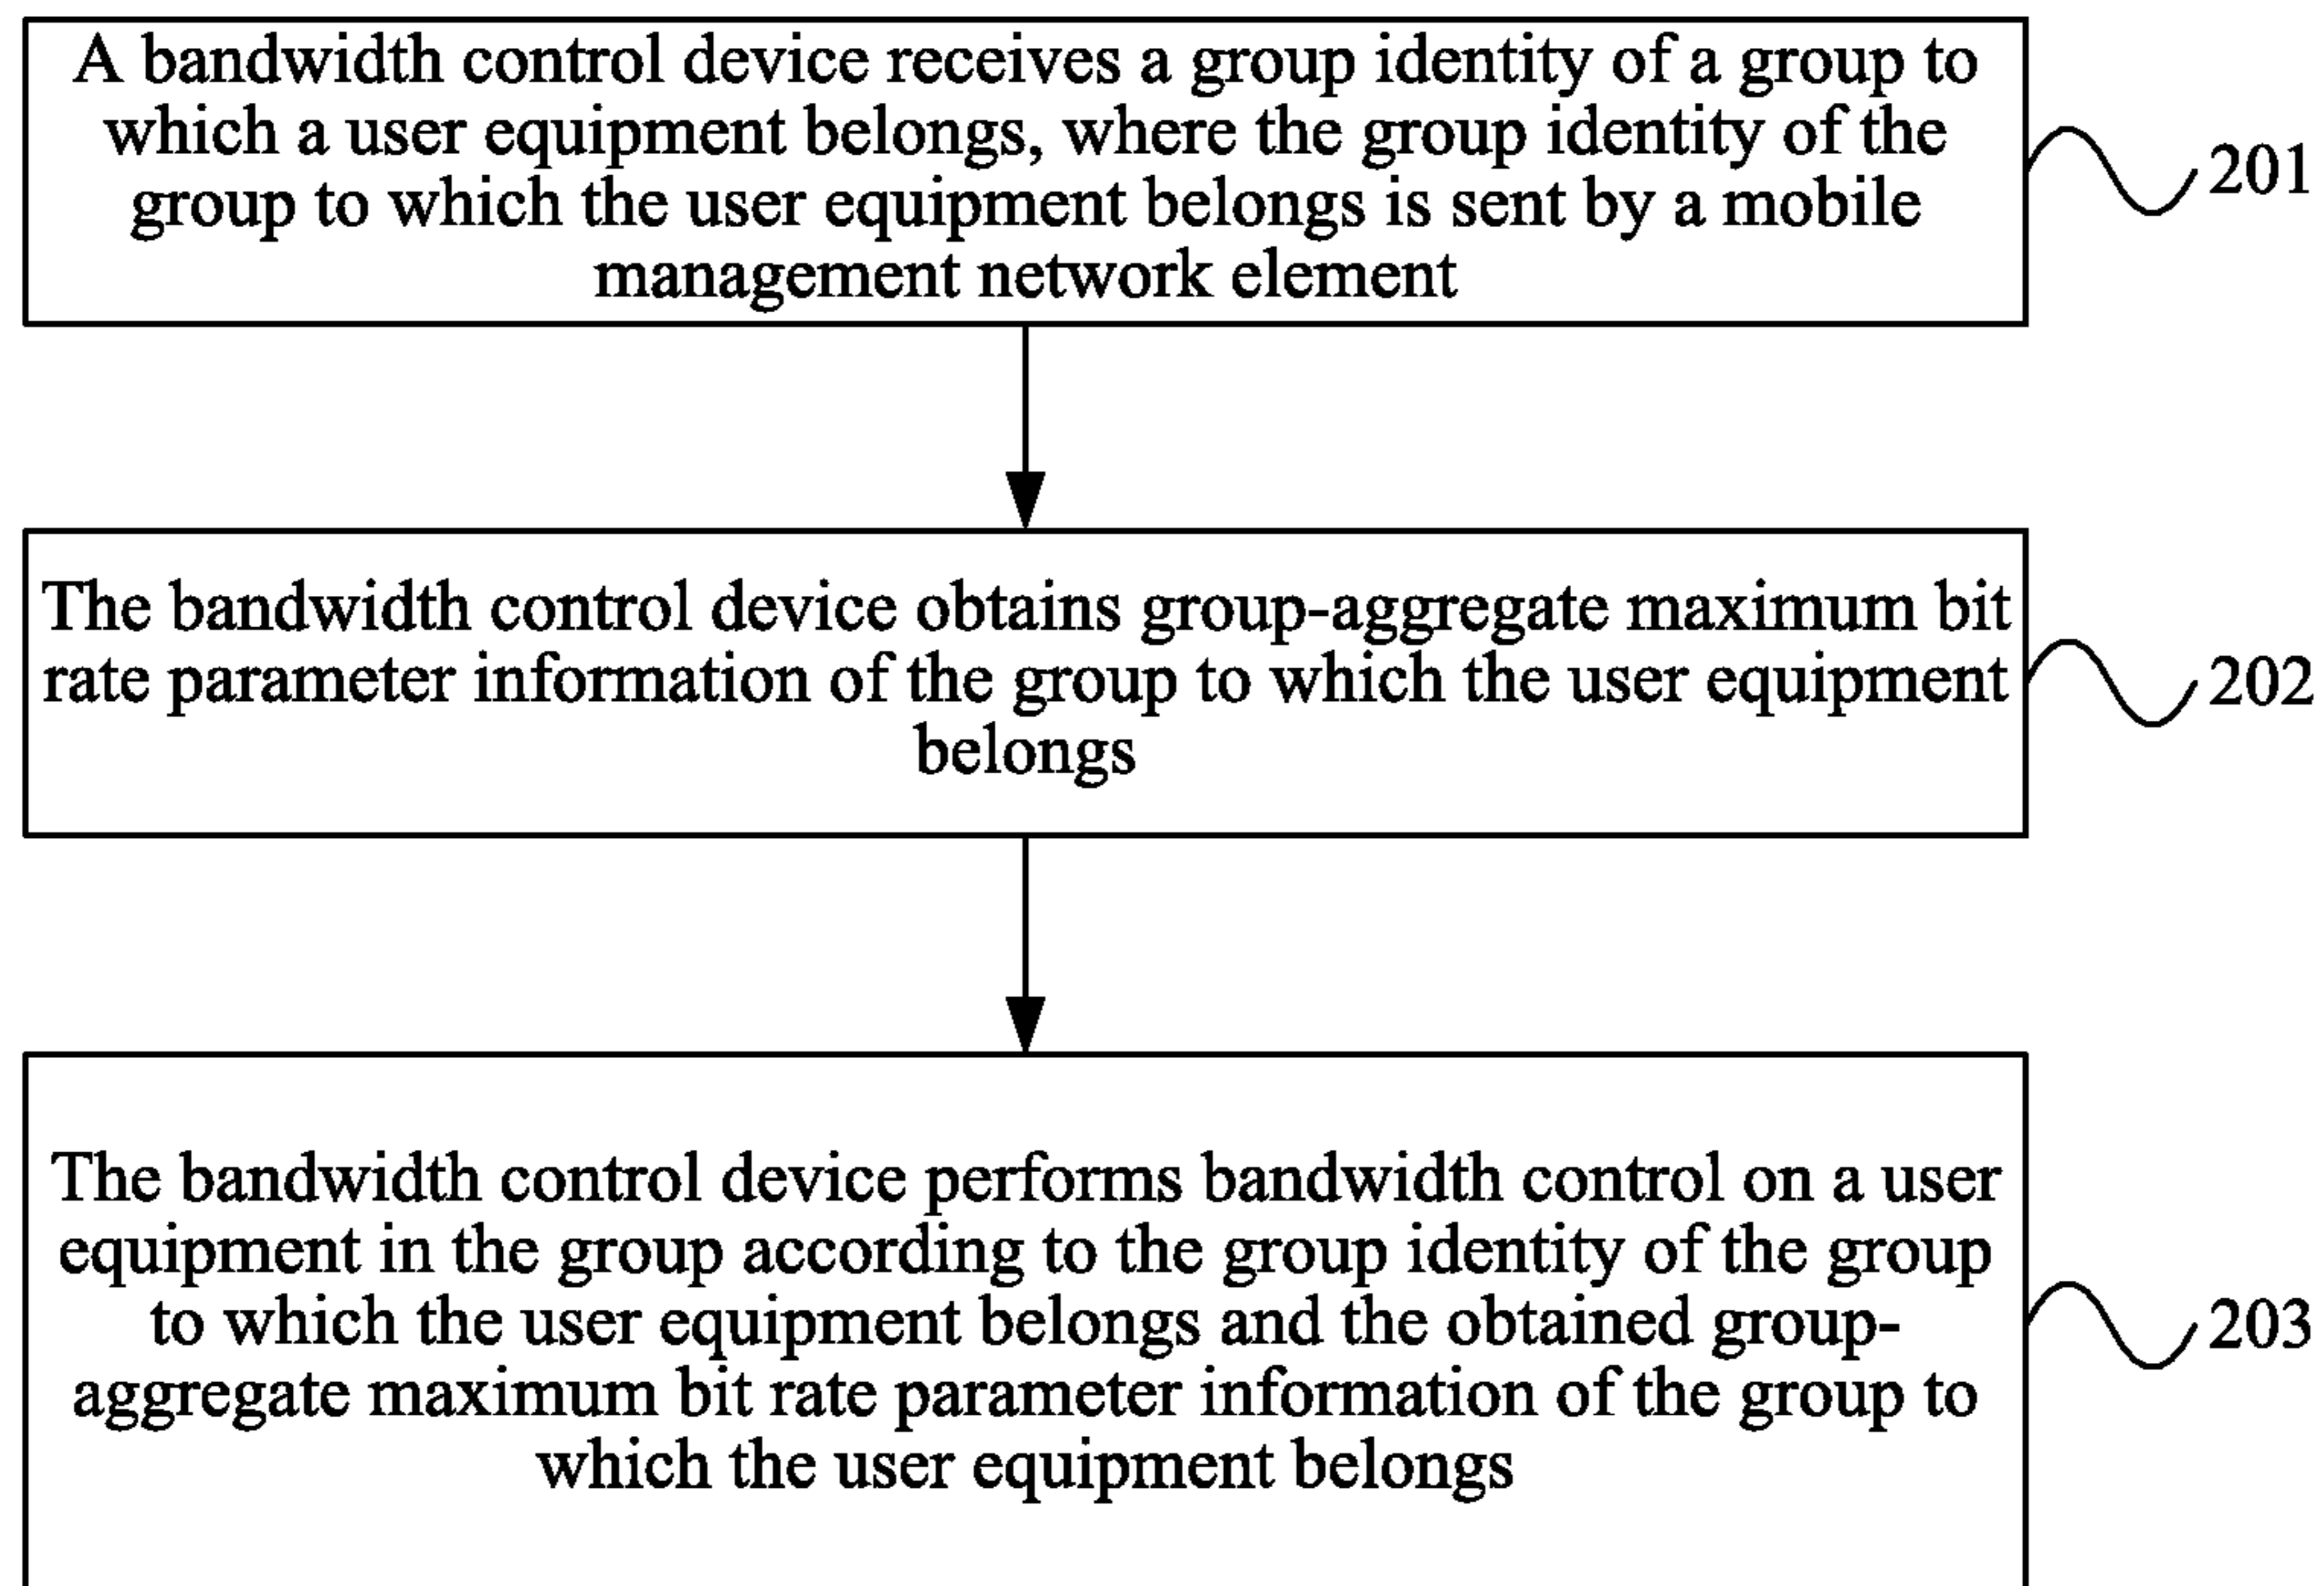 A bandwidth control device receives a group identity of a group to
which a user equipment belongs, where the group identity of the
group to which the user equipment belongs is sent by a mobile
management network element
201
The bandwidth control device obtains group-aggregate maximum bit
rate parameter information of the group to which the user equipment
belongs
202
The bandwidth control device performs bandwidth control on a user
equipment in the group according to the group identity of the group
to which the user equipment belongs and the obtained group-
aggregate maximum bit rate parameter information of the group to
which the user equipment belongs
203